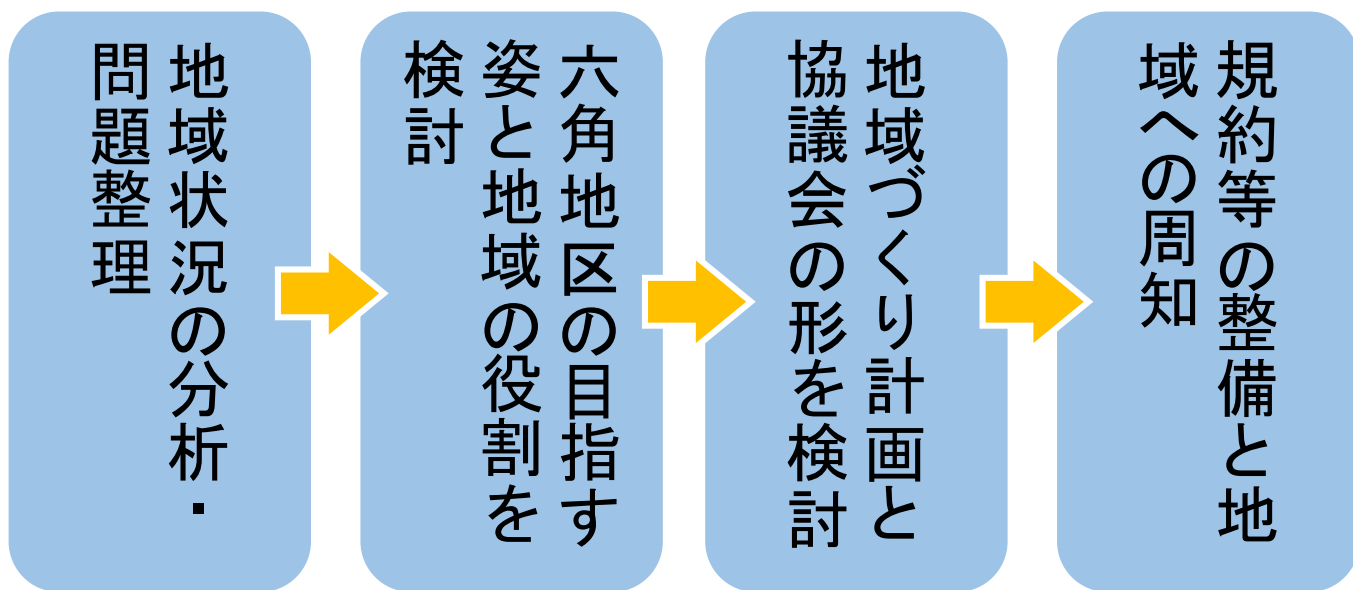 地域状況の分析・
問題整理
六角地区の目指す
姿と地域の役割を
検討
地域づくり計画と
協議会の形を検討
規約等の整備と地
域への周知